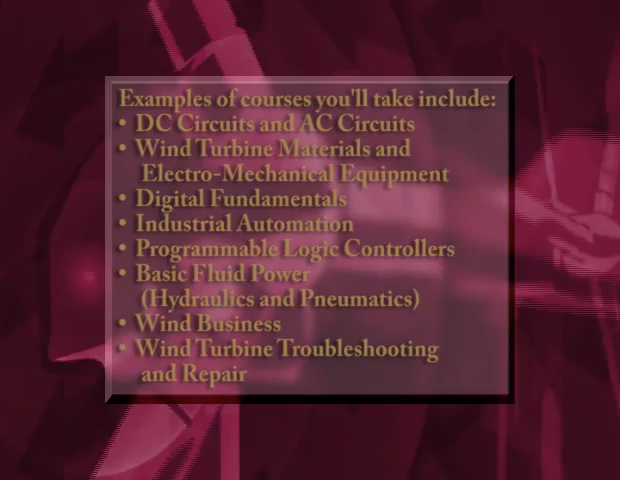 Examples of courses you'll take include:
• DC Circuits and AC Circuits
• Wind Turbine Materials and
Electro-Mechanical Equipment
• Digital Fundamentals
• Industrial Automation
• Programmable Logic Controllers
• Basic Fluid Power
(Hydraulics and Pneumatics)
• Wind Business
• Wind Turbine Troubleshooting
and Repair